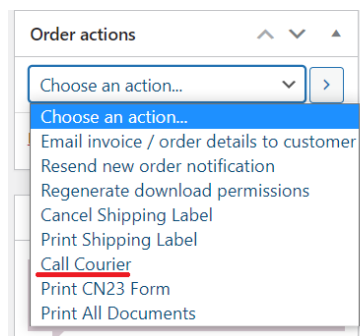 Order actions
Choose an action...
Choose an action...
Email invoice / order details to customer
Resend new order notification
Regenerate download permissions
Cancel Shipping Label
Print Shipping Label
Call Courier
Print CN23 Form
Print All Documents